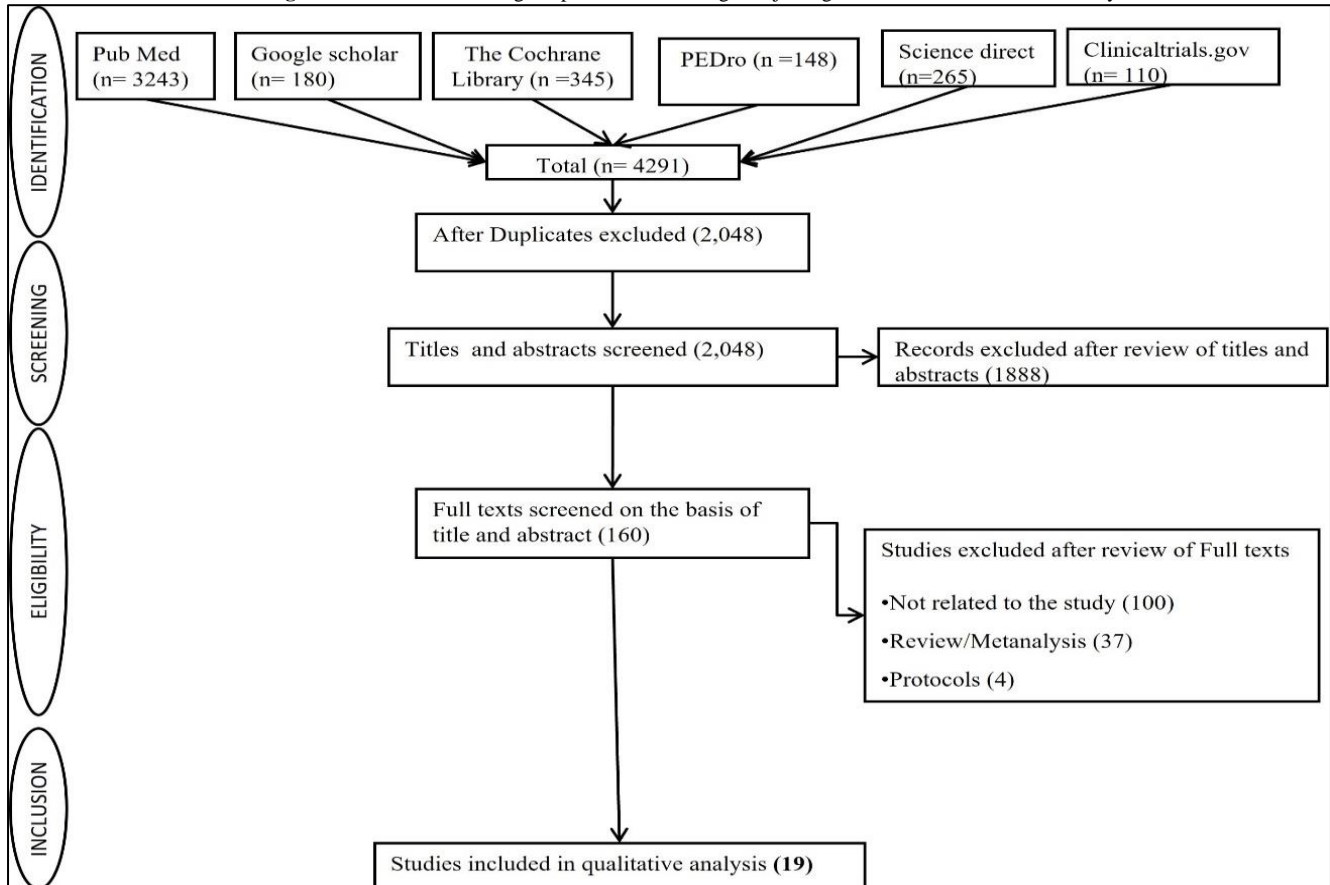 Pub Med
(n= 3243)
Google scholar
(n= 180)
The Cochrane
Library (n =345)
PEDro (n =148)
Science direct
(n=265)
Clinicaltrials.gov
(n= 110)
IDENTIFICATION
Total (n= 4291)
After Duplicates excluded (2,048)
SCREENING
Titles and abstracts screened (2,048)
Records excluded after review of titles and
abstracts (1888)
ELIGIBILITY
Full texts screened on the basis of
title and abstract (160)
Studies excluded after review of Full texts
•Not related to the study (100)
•Review/Metanalysis (37)
•Protocols (4)
INCLUSION
Studies included in qualitative analysis (19)